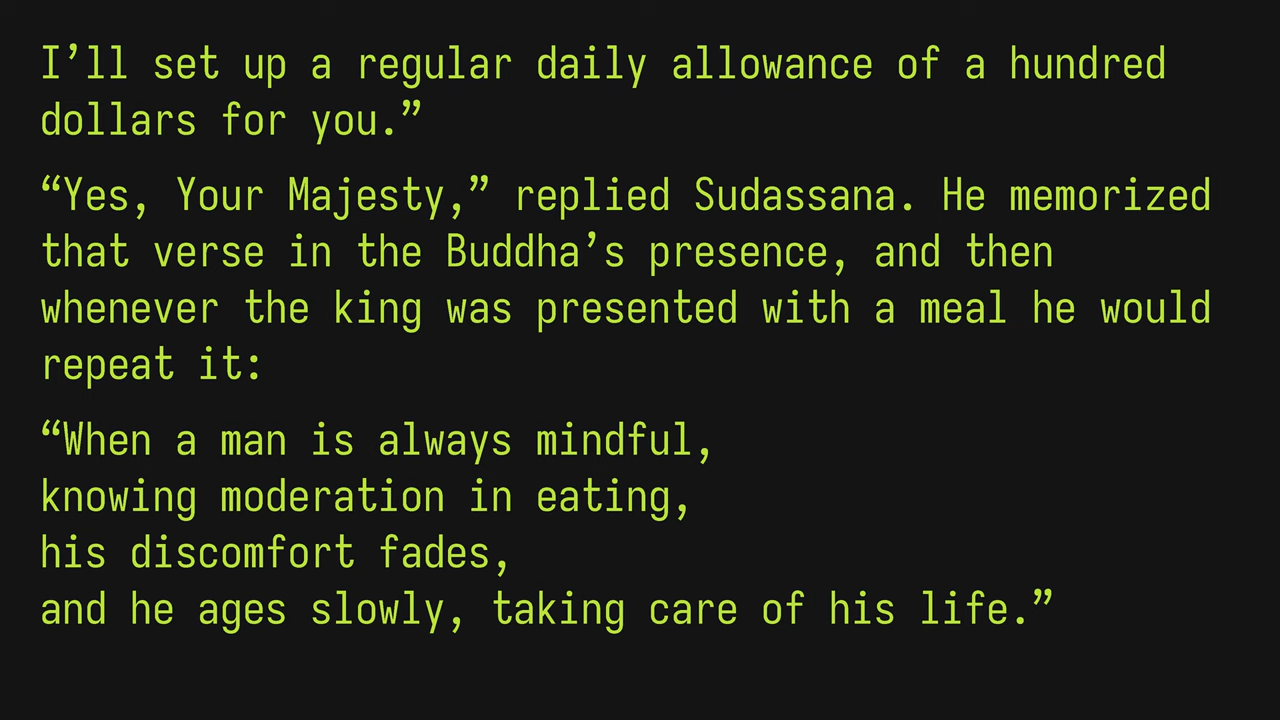 I’ll set up a regular daily allowance of a hundred
dollars for you.”
“Yes, Your Majesty,” replied Sudassana. He memorized
that verse in the Buddha’s presence, and then
whenever the king was presented with a meal he would
repeat it:
“When a man is always mindful,
knowing moderation in eating,
his discomfort fades,
and he ages slowly, taking care of his life.”